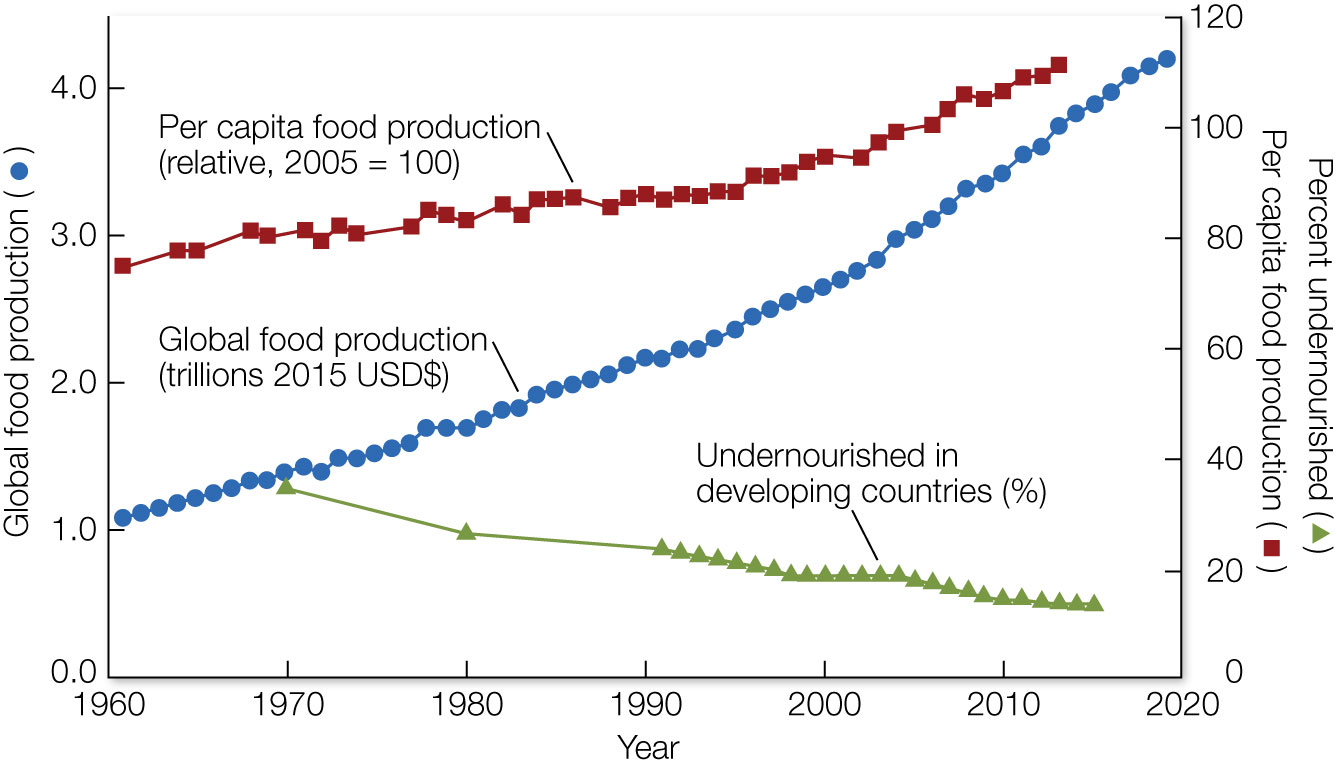 120
4.0
Per capita food production
(relative, 2005 = 100)
100
3.0
80
Global food production (●)
Global food production
(trillions 2015 USD$)
60
2.0
Undernourished in
developing countries (%)
40
1.0
20
0.0
0
Per capita food production (■)
Percent undernourished (▲)
1960 1970 1980 1990 2000 2010 2020
Year